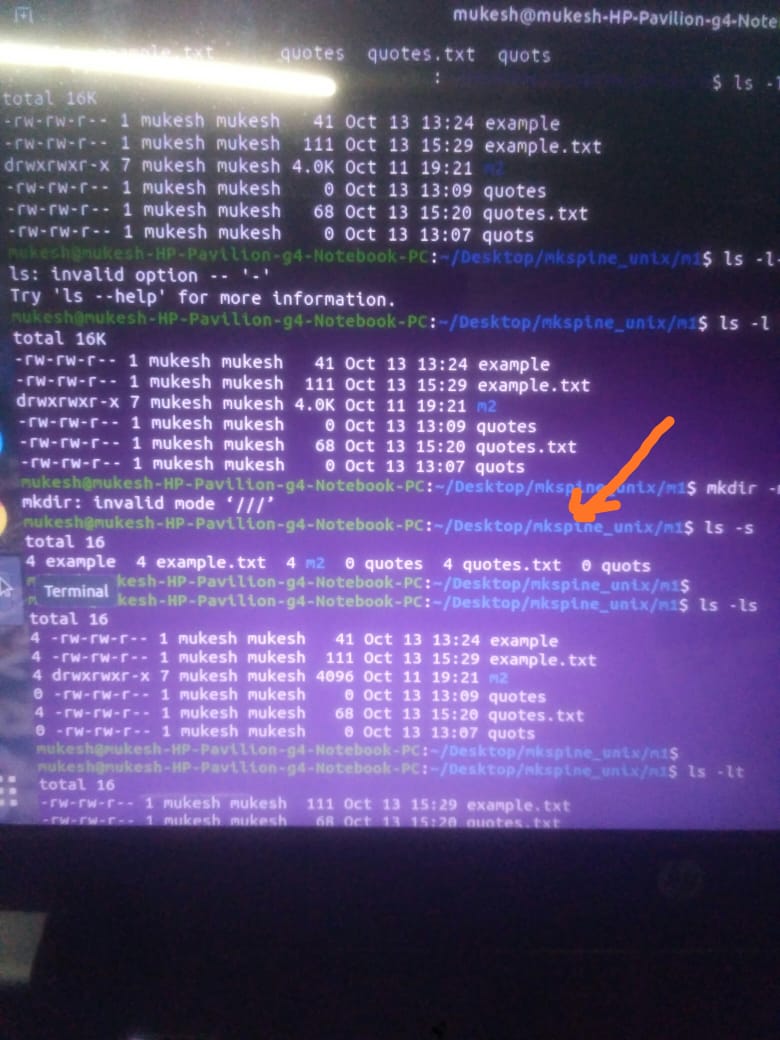 mukesh@mukesh-HP-Pavilion-g4-Note
example.txt quotes quotes.txt quots
: $ ls -
total 16K
-rw-rw-r-- 1 mukesh mukesh 41 Oct 13 13:24 example
-rw-rw-r-- 1 mukesh mukesh 111 Oct 13 15:29 example.txt
drwxrwxr-x 7 mukesh mukesh 4.0K Oct 11 19:21 m2
-rw-rw-r-- 1 mukesh mukesh 0 Oct 13 13:09 quotes
-rw-rw-r-- 1 mukesh mukesh 68 Oct 13 15:20 quotes.txt
-rw-rw-r-- 1 mukesh mukesh 0 Oct 13 13:07 quots
mukesh@mukesh-HP-Pavilion-g4-Notebook-PC:~/Desktop/mkspine_unix/m1$ ls -l-
ls: invalid option -- '-'
Try 'ls --help' for more information.
mukesh@mukesh-HP-Pavilion-g4-Notebook-PC:~/Desktop/mkspine_unix/m1$ ls -l
total 16K
-rw-rw-r-- 1 mukesh mukesh 41 Oct 13 13:24 example
-rw-rw-r-- 1 mukesh mukesh 111 Oct 13 15:29 example.txt
drwxrwxr-x 7 mukesh mukesh 4.0K Oct 11 19:21 m2
-rw-rw-r-- 1 mukesh mukesh 0 Oct 13 13:09 quotes
-rw-rw-r-- 1 mukesh mukesh 68 Oct 13 15:20 quotes.txt
-rw-rw-r-- 1 mukesh mukesh 0 Oct 13 13:07 quots
mukesh@mukesh-HP-Pavilion-g4-Notebook-PC:~/Desktop/mkspine_unix/m1$ mkdir -
mkdir: invalid mode ‘///’
mukesh@mukesh-HP-Pavilion-g4-Notebook-PC:~/Desktop/mkspine_unix/m1$ ls -s
total 16
4 example 4 example.txt 4 m2 0 quotes 4 quotes.txt 0 quots
kesh-HP-Pavilion-g4-Notebook-PC:~/Desktop/mkspine_unix/m1$
Terminal
kesh-HP-Pavilion-g4-Notebook-PC:~/Desktop/mkspine_unix/m1$ ls -ls
total 16
4 -rw-rw-r-- 1 mukesh mukesh 41 Oct 13 13:24 example
4 -rw-rw-r-- 1 mukesh mukesh 111 Oct 13 15:29 example.txt
4 drwxrwxr-x 7 mukesh mukesh 4096 Oct 11 19:21 m2
0 -rw-rw-r-- 1 mukesh mukesh 0 Oct 13 13:09 quotes
4 -rw-rw-r-- 1 mukesh mukesh 68 Oct 13 15:20 quotes.txt
0 -rw-rw-r-- 1 mukesh mukesh 0 Oct 13 13:07 quots
mukesh@mukesh-HP-Pavilion-g4-Notebook-PC:~/Desktop/mkspine_unix/m1$
mukesh@mukesh-HP-Pavilion-g4-Notebook-PC:~/Desktop/mkspine_unix/m1$ ls -lt
total 16
-rw-rw-r-- 1 mukesh mukesh 111 Oct 13 15:29 example.txt
-rw-rw-r-- 1 mukesh mukesh 68 Oct 13 15:20 quotes.txt